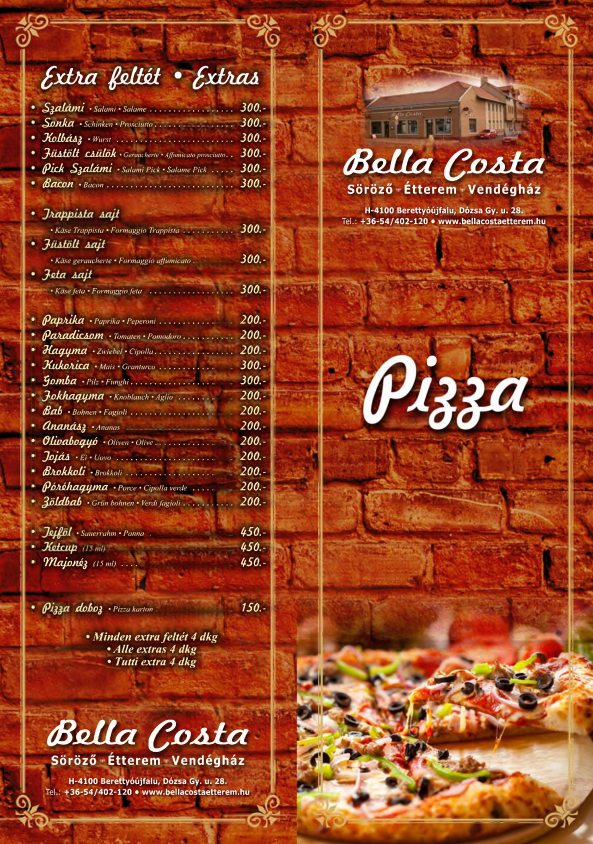 Extra feltét • Extras
• Szalámi • Salami • Salame .................. 300.-
• Sonka • Schinken • Prosciutto .................. 300.-
• Kolbász • Wurst .................. 300.-
• Füstölt csülök • Geraucherte • Affumicato prosciutto .. 300.-
• Pick Szalámi • Salami Pick • Salame Pick ..... 300.-
• Bacon • Bacon .................. 300.-
• Trappista sajt
• Käse Trappista • Formaggio Trappista ........... 300.-
• Füstölt sajt
• Käse geraucherte • Formaggio affumicato ......... 300.-
• Feta sajt
• Käse feta • Formaggio feta .................. 300.-
• Paprika • Paprika • Peperoni ............. 200.-
• Paradicsom • Tomaten • Pomodoro ........... 200.-
• Hagyma • Zwiebel • Cipolla .................. 200.-
• Kukorica • Mais • Granturco .................. 300.-
• Gomba • Pilz • Funghi .................. 300.-
• Fokhagyma • Knoblauch • Aglio ......... 200.-
• Bab • Bohnen • Fagioli .................. 200.-
• Ananász • Ananas .................. 200.-
• Olivabogyó • Oliven • Olive .................. 200.-
• Tojás • Ei • Uovo .................. 200.-
• Brokkoli • Brokkoli .................. 200.-
• Póréhagyma • Porce • Cipolla verde ..... 200.-
• Zöldbab • Grün bohnen • Verdi fagioli ........... 200.-
• Tejföl • Sauerrahm • Panna . 450.-
• Ketcup (15 ml) 450.-
• Majonéz (15 ml) .... 450.-
• Pizza doboz • Pizza karton 150.-
• Minden extra feltét 4 dkg
• Alle extras 4 dkg
• Tutti extra 4 dkg
Bella Costa
Söröző - Étterem - Vendégház
H-4100 Berettyóújfalu, Dózsa Gy. u. 28.
Tel.: +36-54/402-120 • www.bellacostaetterem.hu
Bella Costa
Söröző - Étterem - Vendégház
H-4100 Berettyóújfalu, Dózsa Gy. u. 28.
Tel.: +36-54/402-120 • www.bellacostaetterem.hu
Pizza